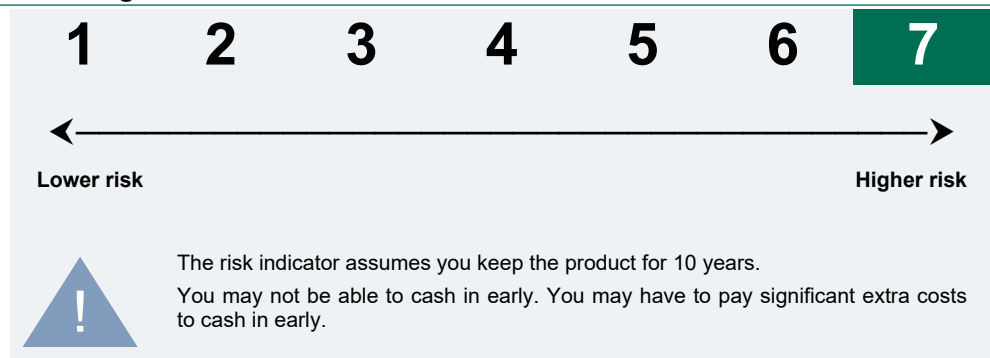 1 2 3 4 5 6 7
Lower risk Higher risk
The risk indicator assumes you keep the product for 10 years.
You may not be able to cash in early. You may have to pay significant extra costs
to cash in early.
!